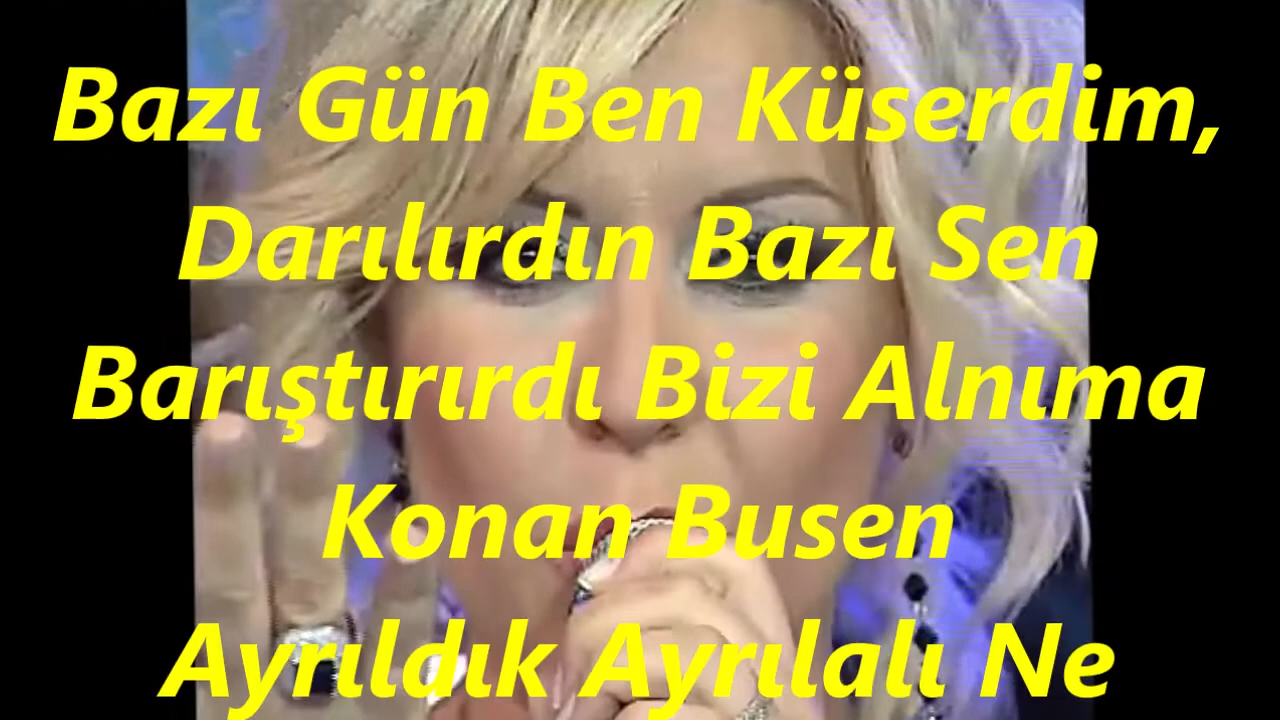 Bazı Gün Ben Küserdim,
Darılırdın Bazı Sen
Barıştırırdı Bizi Alnıma
Konan Busen
Ayrıldık Ayrılalı Ne